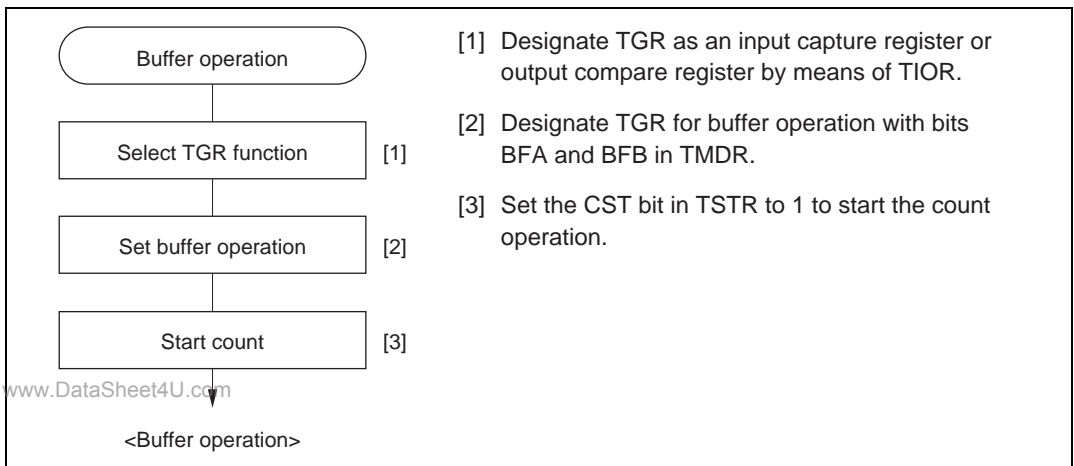 Buffer operation
Select TGR function [1]
Set buffer operation [2]
Start count [3]
<Buffer operation>
[1] Designate TGR as an input capture register or
output compare register by means of TIOR.
[2] Designate TGR for buffer operation with bits
BFA and BFB in TMDR.
[3] Set the CST bit in TSTR to 1 to start the count
operation.
www.DataSheet4U.com